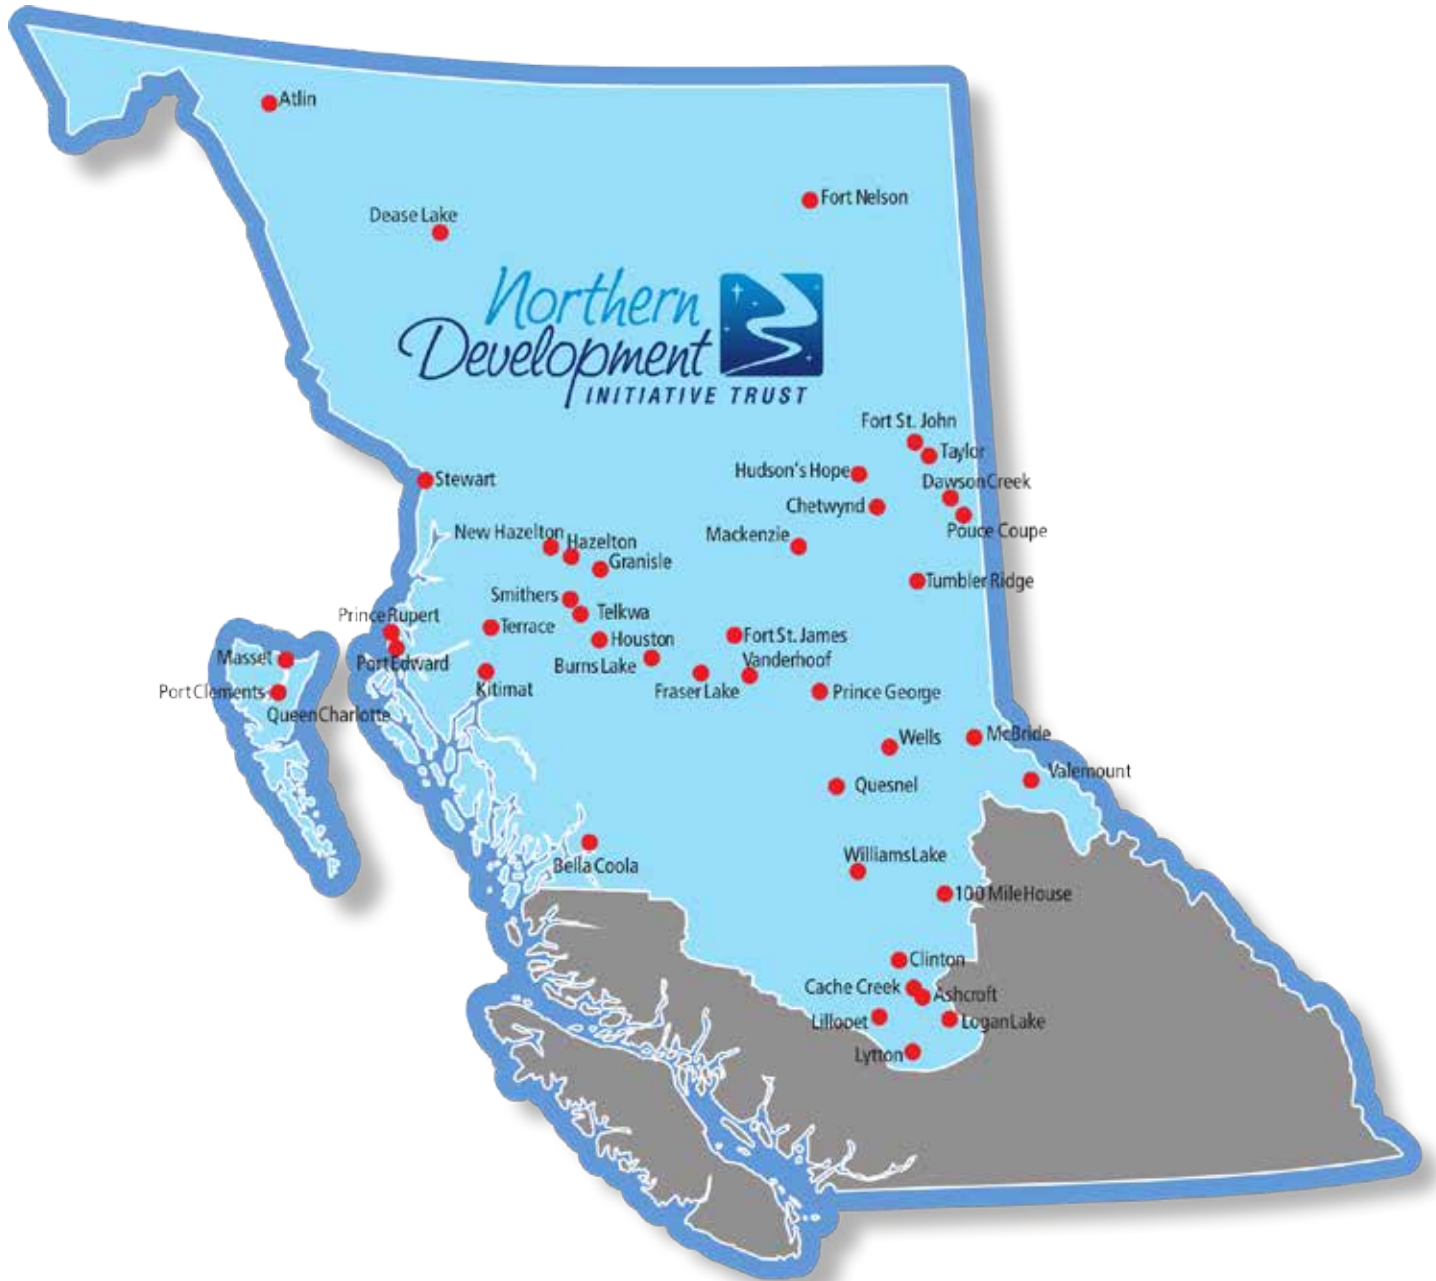 Atlin
Fort Nelson
Dease Lake
Northern
Development
INITIATIVE TRUST
Fort St. John
Taylor
Hudson's Hope
Stewart
Dawson Creek
Chetwynd
Pouce Coupe
New Hazelton
Mackenzie
Hazelton
Granisle
Tumbler Ridge
Smithers
Telkwa
Prince Rupert
Terrace
Houston
Fort St. James
Masset
Port Edward
Burns Lake
Vanderhoof
Port Clements
Kitimat
Fraser Lake
Prince George
Queen Charlotte
Wells
McBride
Valemount
Quesnel
Williams Lake
Bella Coola
100 Mile House
Clinton
Cache Creek
Ashcroft
Lillooet
Logan Lake
Lytton